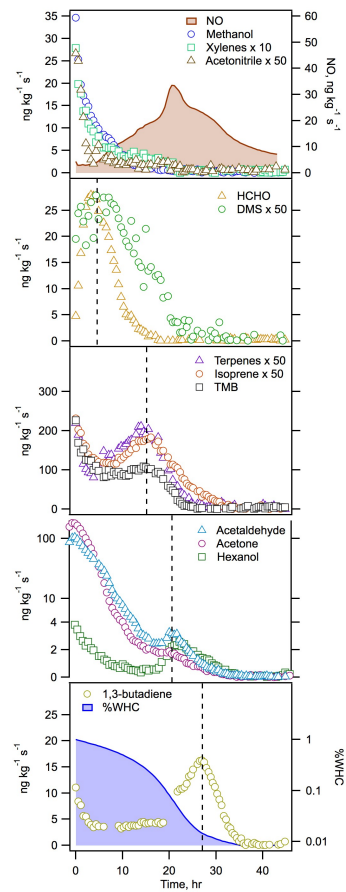 NO
Methanol
Xylenes x 10
Acetonitrile x 50
ng kg⁻¹ s⁻¹
35
30
25
20
15
10
5
0
60
50
40
30
20
10
0
NO, ng kg⁻¹ s⁻¹
HCHO
DMS x 50
ng kg⁻¹ s⁻¹
25
20
15
10
5
0
Terpenes x 50
Isoprene x 50
TMB
ng kg⁻¹ s⁻¹
300
200
100
0
Acetaldehyde
Acetone
Hexanol
ng kg⁻¹ s⁻¹
100
10
4
2
0
1,3-butadiene
%WHC
ng kg⁻¹ s⁻¹
25
20
15
10
5
0
1
0.1
0.01
%WHC
0 10 20 30 40
Time, hr